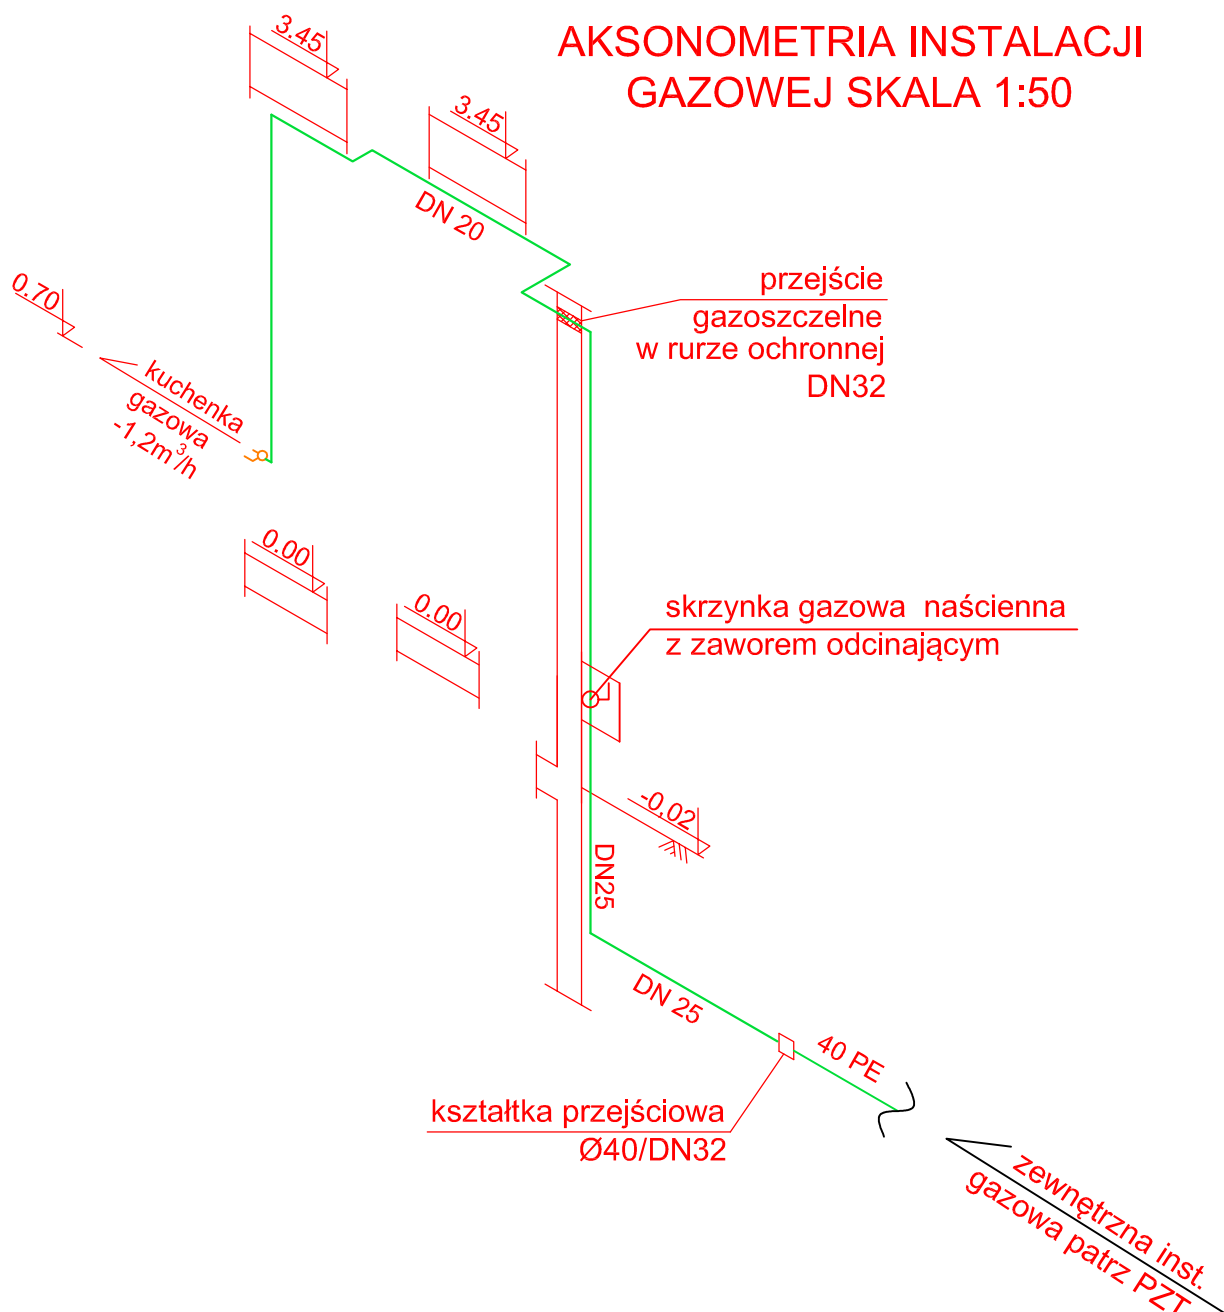 AKSONOMETRIA INSTALACJI
GAZOWEJ SKALA 1:50
3.45
3.45
DN 20
0.70
przejście
gazoszczelne
w rurze ochronnej
DN32
kuchenka
gazowa
-1,2m³/h
0.00
0.00
skrzynka gazowa naścienna
z zaworem odcinającym
-0,02
DN25
DN 25
40 PE
kształtka przejściowa
Ø40/DN32
zewnętrzna inst.
gazowa patrz PZT